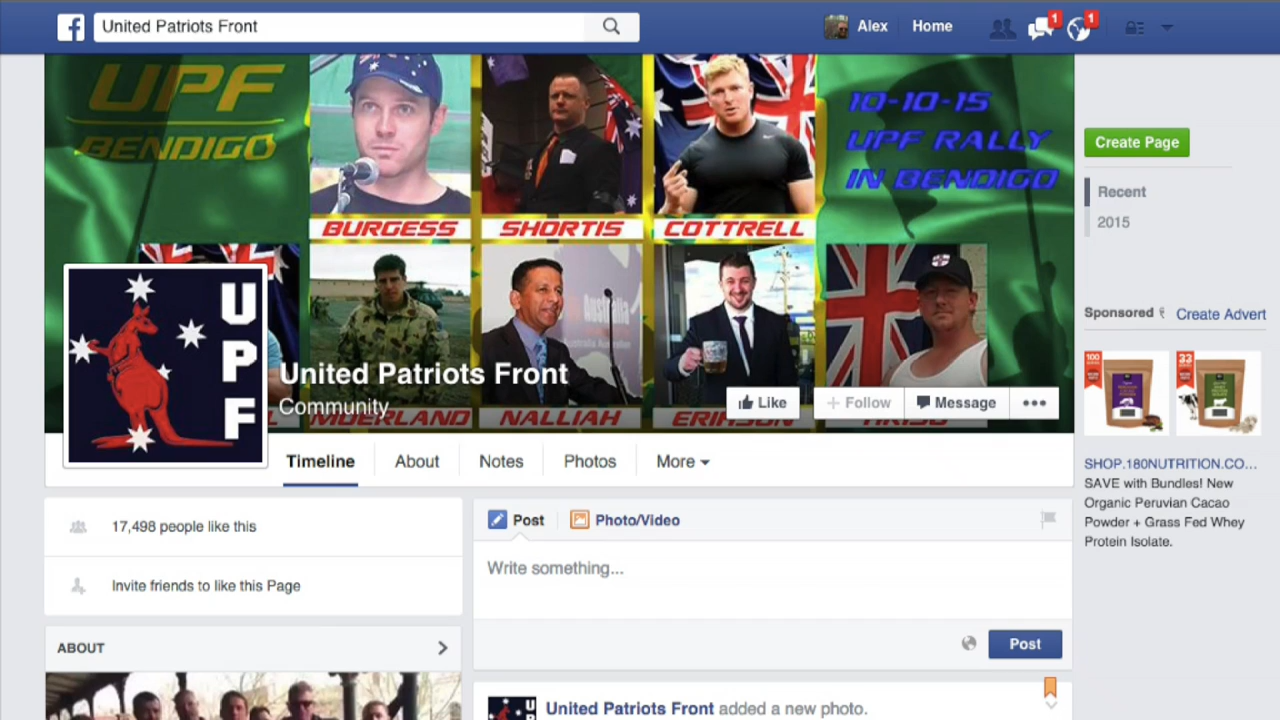 United Patriots Front
Alex
Home
1
1
UPF
BENDIGO
10-10-15
UPF RALLY
IN BENDIGO
BURGESS
SHORTIS
COTTRELL
NALLIAH
Australia
UPF
United Patriots Front
Community
Like
Follow
Message
Timeline
About
Notes
Photos
More
17,498 people like this
Invite friends to like this Page
ABOUT
Post
Photo/Video
Write something...
Post
United Patriots Front added a new photo.
Create Page
Recent
2015
Sponsored
Create Advert
100
33
SHOP.180NUTRITION.CO...
SAVE with Bundles! New
Organic Peruvian Cacao
Powder + Grass Fed Whey
Protein Isolate.